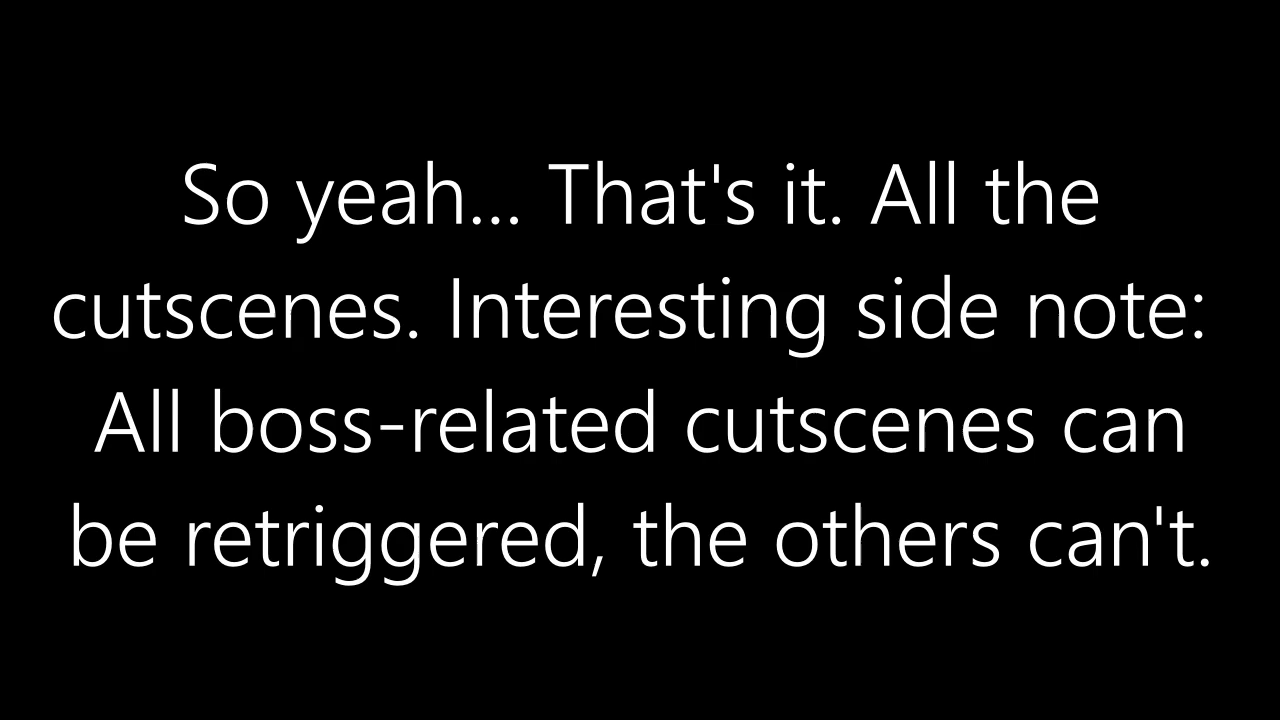 So yeah... That's it. All the
cutscenes. Interesting side note:
All boss-related cutscenes can
be retriggered, the others can't.